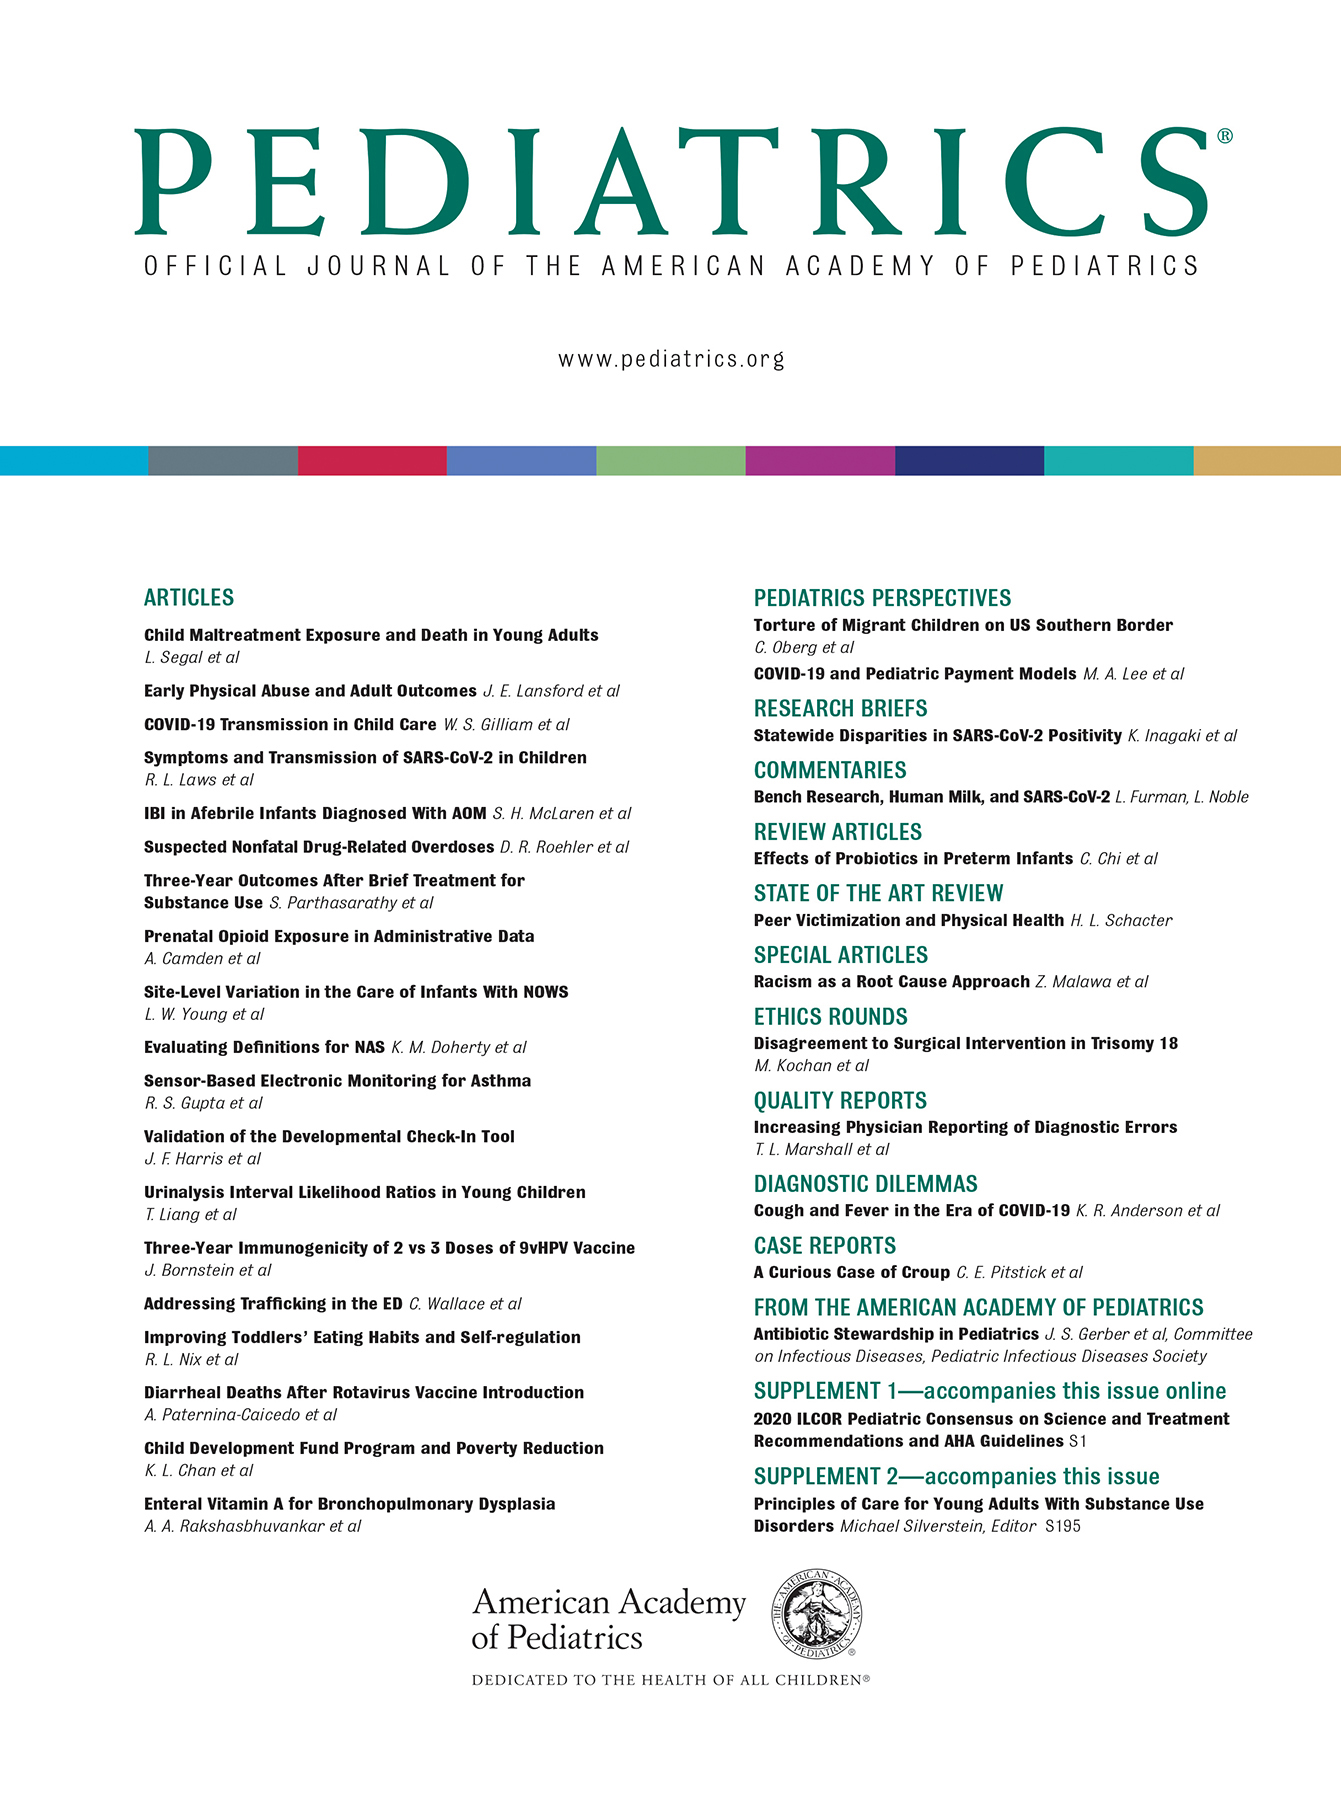 PEDIATRICS®
OFFICIAL JOURNAL OF THE AMERICAN ACADEMY OF PEDIATRICS
www.pediatrics.org
ARTICLES
Child Maltreatment Exposure and Death in Young Adults
L. Segal et al
Early Physical Abuse and Adult Outcomes J. E. Lansford et al
COVID-19 Transmission in Child Care W. S. Gilliam et al
Symptoms and Transmission of SARS-CoV-2 in Children
R. L. Laws et al
IBI in Afebrile Infants Diagnosed With AOM S. H. McLaren et al
Suspected Nonfatal Drug-Related Overdoses D. R. Roehler et al
Three-Year Outcomes After Brief Treatment for
Substance Use S. Parthasarathy et al
Prenatal Opioid Exposure in Administrative Data
A. Camden et al
Site-Level Variation in the Care of Infants With NOWS
L. W. Young et al
Evaluating Definitions for NAS K. M. Doherty et al
Sensor-Based Electronic Monitoring for Asthma
R. S. Gupta et al
Validation of the Developmental Check-In Tool
J. F. Harris et al
Urinalysis Interval Likelihood Ratios in Young Children
T. Liang et al
Three-Year Immunogenicity of 2 vs 3 Doses of 9vHPV Vaccine
J. Bornstein et al
Addressing Trafficking in the ED C. Wallace et al
Improving Toddlers’ Eating Habits and Self-regulation
R. L. Nix et al
Diarrheal Deaths After Rotavirus Vaccine Introduction
A. Paternina-Caicedo et al
Child Development Fund Program and Poverty Reduction
K. L. Chan et al
Enteral Vitamin A for Bronchopulmonary Dysplasia
A. A. Rakshasbhuvankar et al
PEDIATRICS PERSPECTIVES
Torture of Migrant Children on US Southern Border
C. Oberg et al
COVID-19 and Pediatric Payment Models M. A. Lee et al
RESEARCH BRIEFS
Statewide Disparities in SARS-CoV-2 Positivity K. Inagaki et al
COMMENTARIES
Bench Research, Human Milk, and SARS-CoV-2 L. Furman, L. Noble
REVIEW ARTICLES
Effects of Probiotics in Preterm Infants C. Chi et al
STATE OF THE ART REVIEW
Peer Victimization and Physical Health H. L. Schacter
SPECIAL ARTICLES
Racism as a Root Cause Approach Z. Malawa et al
ETHICS ROUNDS
Disagreement to Surgical Intervention in Trisomy 18
M. Kochan et al
QUALITY REPORTS
Increasing Physician Reporting of Diagnostic Errors
T. L. Marshall et al
DIAGNOSTIC DILEMMAS
Cough and Fever in the Era of COVID-19 K. R. Anderson et al
CASE REPORTS
A Curious Case of Croup C. E. Pitstick et al
FROM THE AMERICAN ACADEMY OF PEDIATRICS
Antibiotic Stewardship in Pediatrics J. S. Gerber et al, Committee
on Infectious Diseases, Pediatric Infectious Diseases Society
SUPPLEMENT 1—accompanies this issue online
2020 ILCOR Pediatric Consensus on Science and Treatment
Recommendations and AHA Guidelines S1
SUPPLEMENT 2—accompanies this issue
Principles of Care for Young Adults With Substance Use
Disorders Michael Silverstein, Editor S195
American Academy
of Pediatrics
THE · AMERICAN · ACADEMY · OF · PEDIATRICS ®
DEDICATED TO THE HEALTH OF ALL CHILDREN®